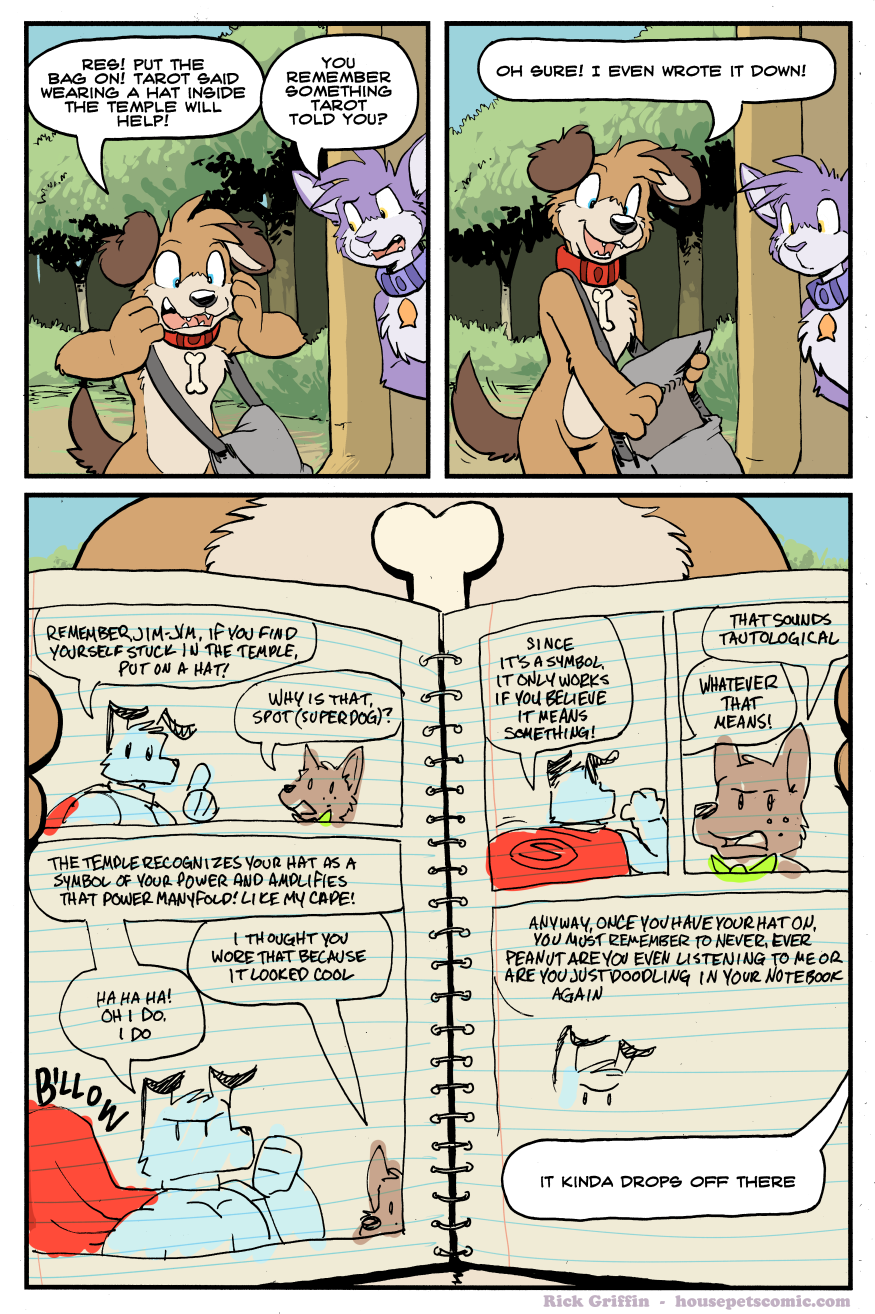 RES! PUT THE
BAG ON! TAROT SAID
WEARING A HAT INSIDE
THE TEMPLE WILL
HELP!
YOU
REMEMBER
SOMETHING
TAROT
TOLD YOU?
OH SURE! I EVEN WROTE IT DOWN!
REMEMBER, JIM-JIM, IF YOU FIND
YOURSELF STUCK IN THE TEMPLE,
PUT ON A HAT!
WHY IS THAT,
SPOT (SUPERDOG)?
THE TEMPLE RECOGNIZES YOUR HAT AS A
SYMBOL OF YOUR POWER AND AMPLIFIES
THAT POWER MANYFOLD! LIKE MY CAPE!
I THOUGHT YOU
WORE THAT BECAUSE
IT LOOKED COOL
HA HA HA!
OH I DO.
I DO
BILLOW
SINCE
IT'S A SYMBOL,
IT ONLY WORKS
IF YOU BELIEVE
IT MEANS
SOMETHING!
S
THAT SOUNDS
TAUTOLOGICAL
WHATEVER
THAT
MEANS!
ANYWAY, ONCE YOU HAVE YOUR HAT ON,
YOU MUST REMEMBER TO NEVER, EVER
PEANUT ARE YOU EVEN LISTENING TO ME OR
ARE YOU JUST DOODLING IN YOUR NOTEBOOK
AGAIN
IT KINDA DROPS OFF THERE
Rick Griffin - housepetscomic.com